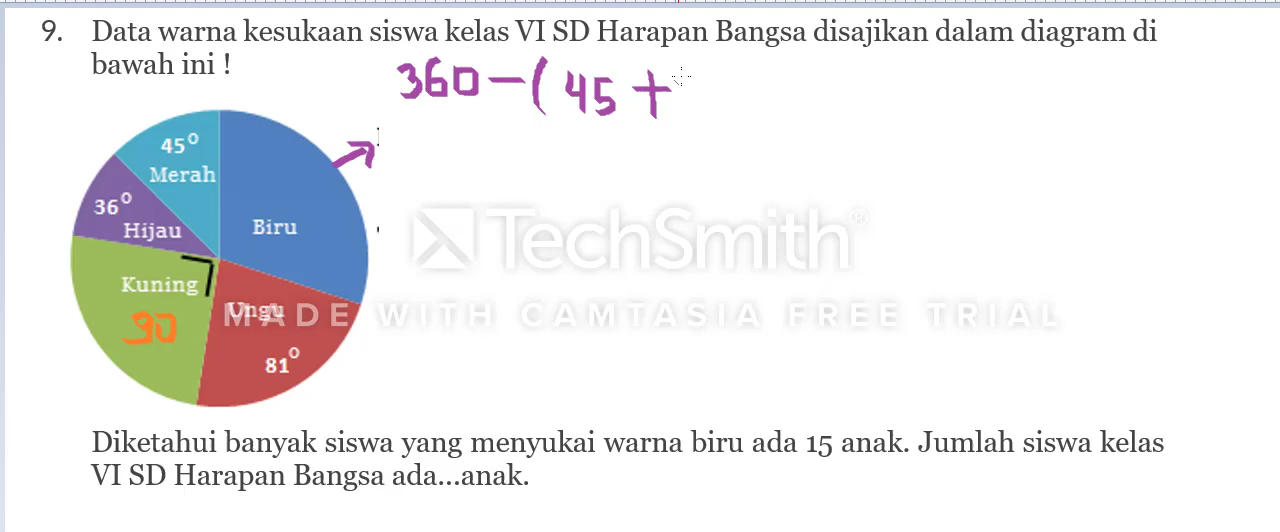 9. Data warna kesukaan siswa kelas VI SD Harapan Bangsa disajikan dalam diagram di
bawah ini !
360-( 45 +
45°
Merah
36°
Hijau
Biru
Kuning
90
Ungu
81°
TechSmith®
MADE WITH CAMTASIA FREE TRIAL
Diketahui banyak siswa yang menyukai warna biru ada 15 anak. Jumlah siswa kelas
VI SD Harapan Bangsa ada...anak.